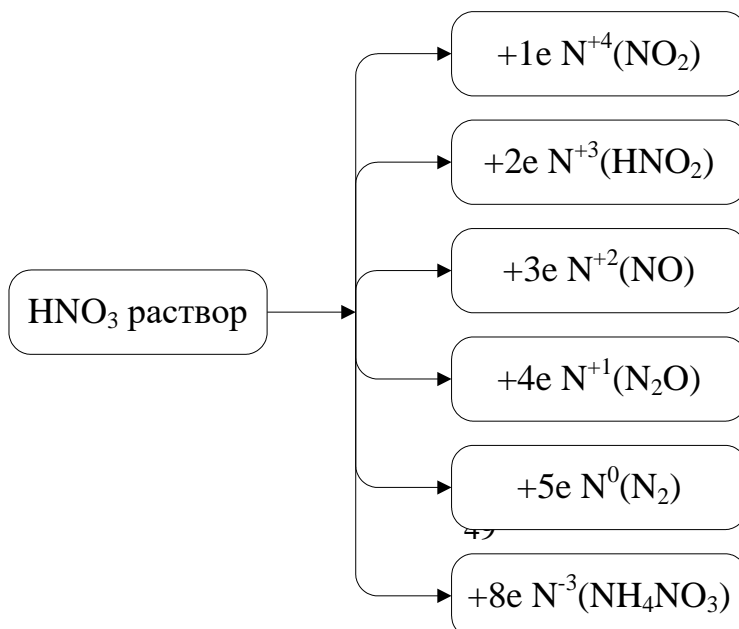 +1e N⁺⁴(NO₂)
+2e N⁺³(HNO₂)
+3e N⁺²(NO)
HNO₃ раствор
+4e N⁺¹(N₂O)
+5e N⁰(N₂)
49
+8e N⁻³(NH₄NO₃)